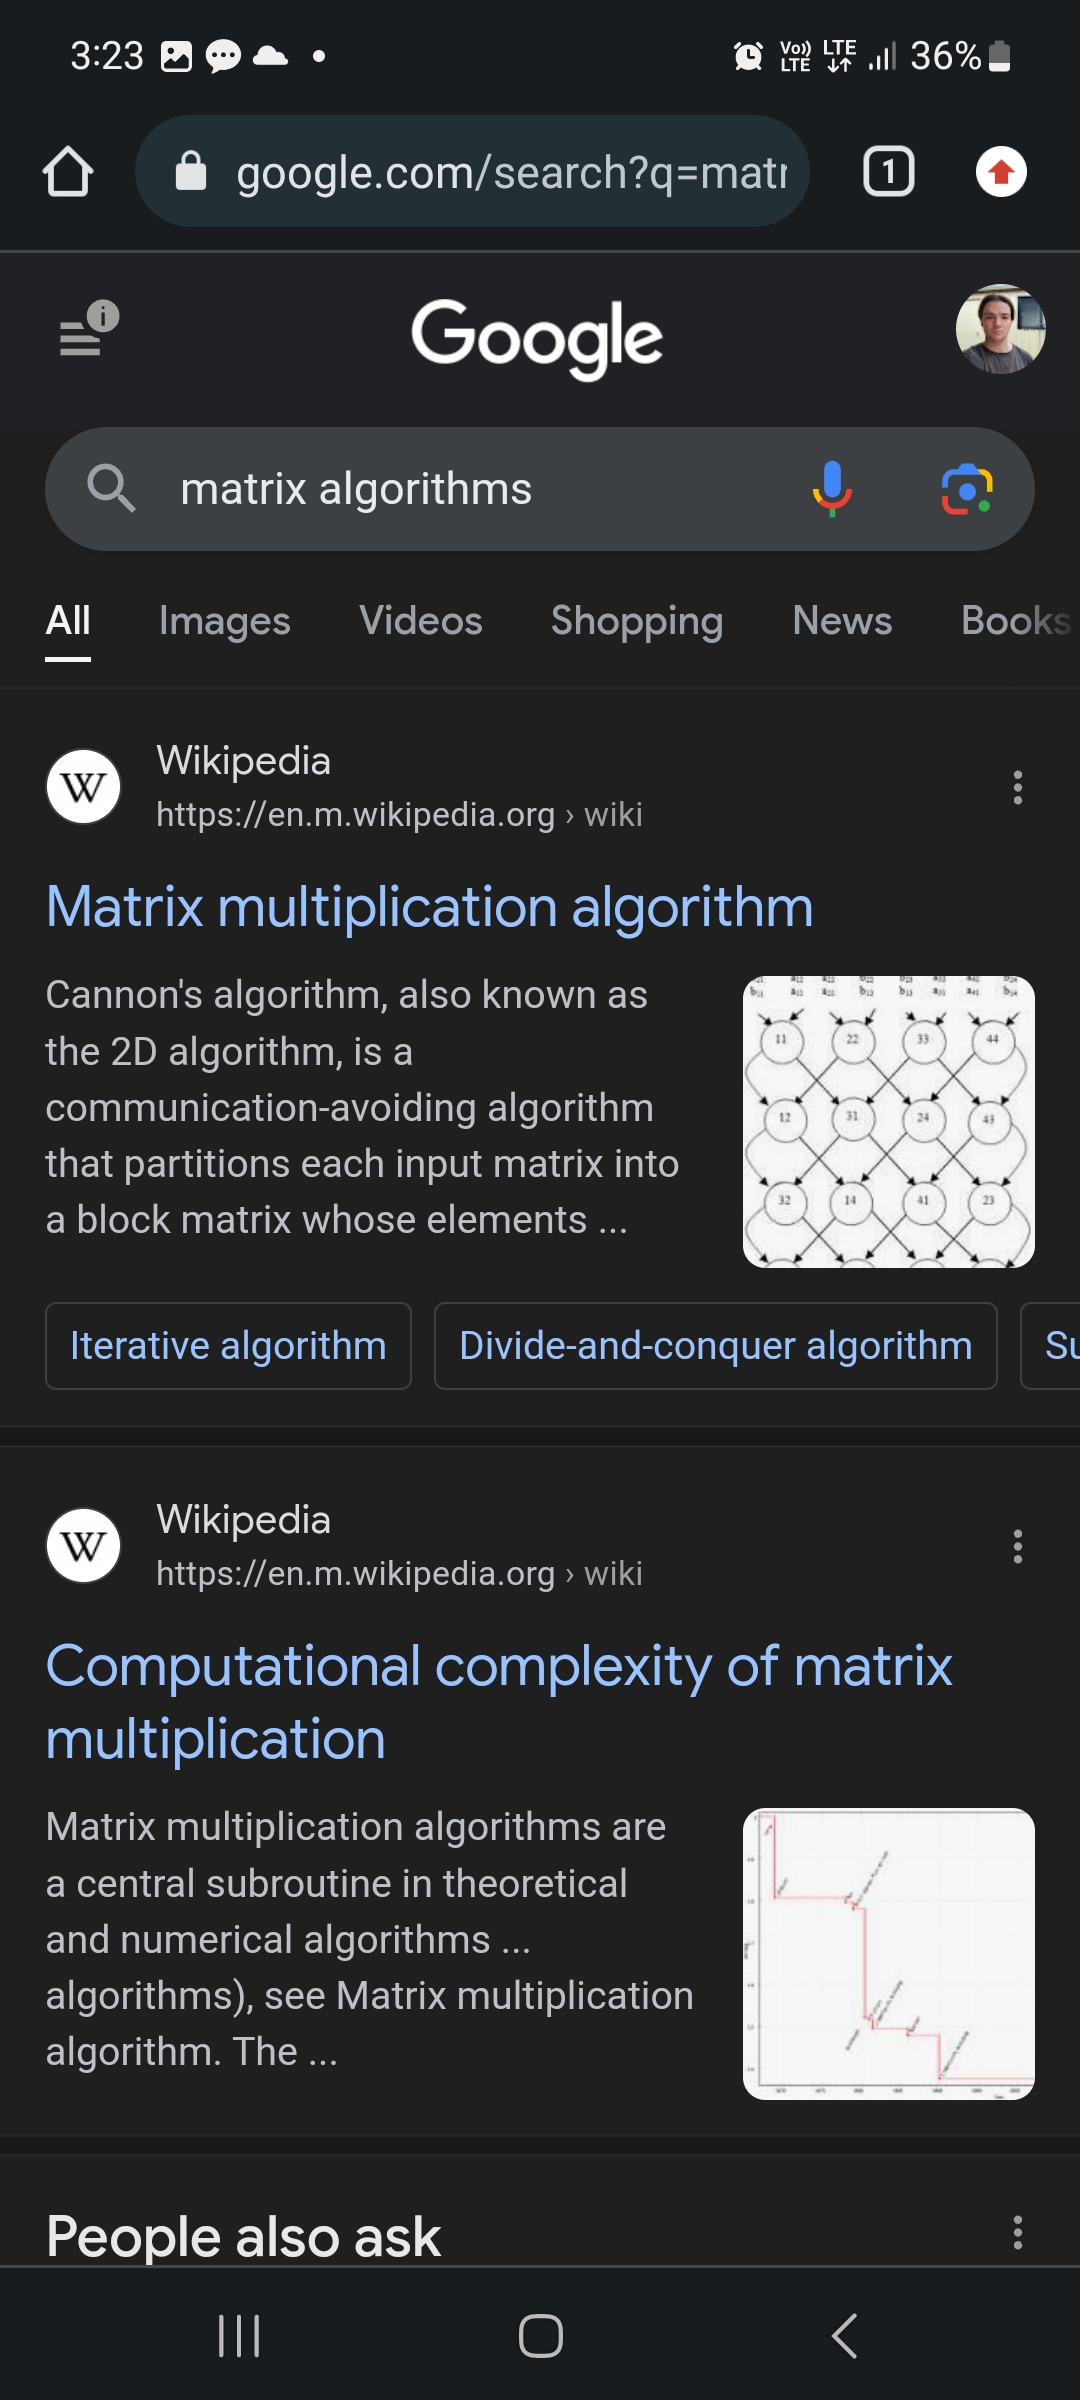 3:23
Vo)) LTE LTE 36%
google.com/search?q=matr
1
Google
matrix algorithms
All Images Videos Shopping News Books
W
Wikipedia
https://en.m.wikipedia.org › wiki
Matrix multiplication algorithm
Cannon's algorithm, also known as
the 2D algorithm, is a
communication-avoiding algorithm
that partitions each input matrix into
a block matrix whose elements ...
11 22 33 44
12 31 24 43
32 14 41 23
Iterative algorithm Divide-and-conquer algorithm Su
W
Wikipedia
https://en.m.wikipedia.org › wiki
Computational complexity of matrix
multiplication
Matrix multiplication algorithms are
a central subroutine in theoretical
and numerical algorithms ...
algorithms), see Matrix multiplication
algorithm. The ...
People also ask